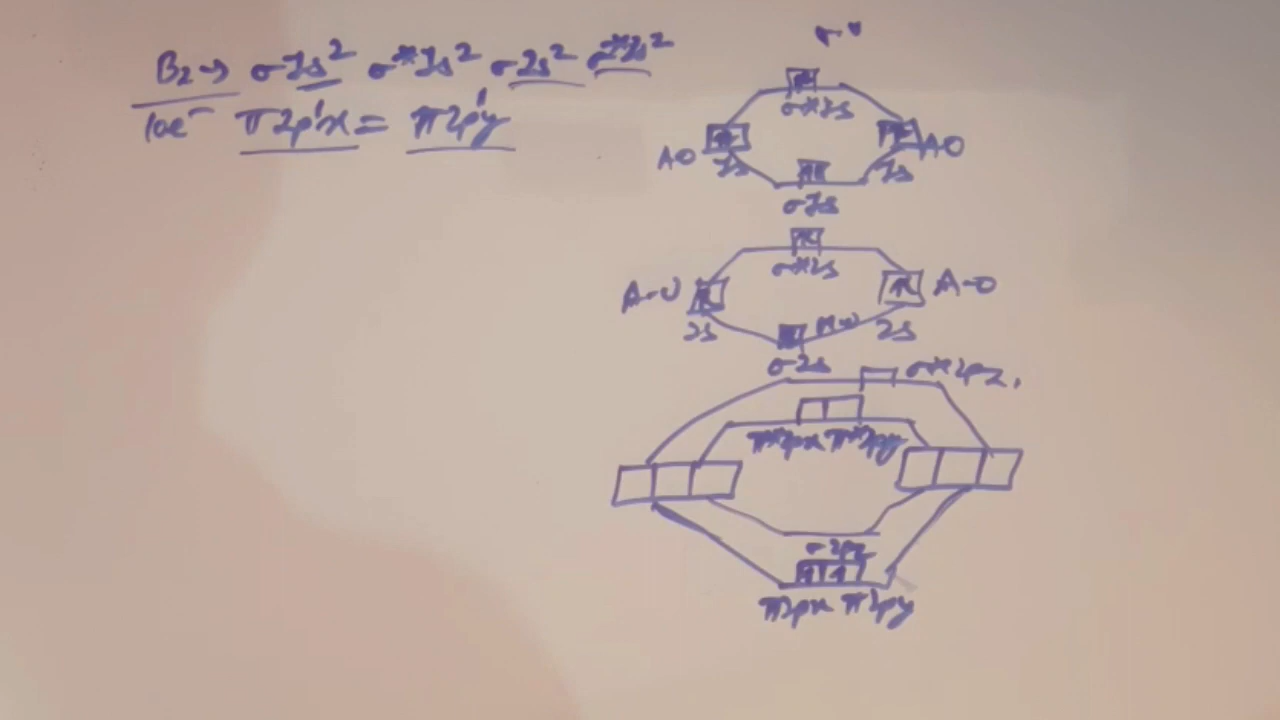 B₂→ σ1s² σ*1s² σ2s² σ*2s²
10e⁻ π2p¹x = π2p¹y
σ*1s
AO 1s 1s AO
σ1s
σ*2s
A-O A-O
2s 2s
σ2s σ*2pz
π*2px π*2py
σ2pz
π2px π2py